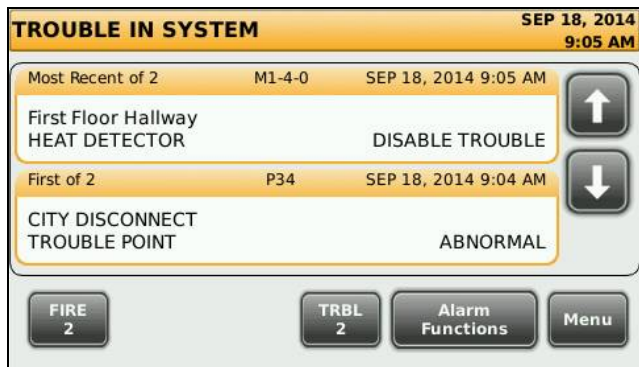 TROUBLE IN SYSTEM SEP 18, 2014
9:05 AM
Most Recent of 2 M1-4-0 SEP 18, 2014 9:05 AM
First Floor Hallway
HEAT DETECTOR DISABLE TROUBLE
First of 2 P34 SEP 18, 2014 9:04 AM
CITY DISCONNECT
TROUBLE POINT ABNORMAL
FIRE
2
TRBL
2
Alarm
Functions
Menu